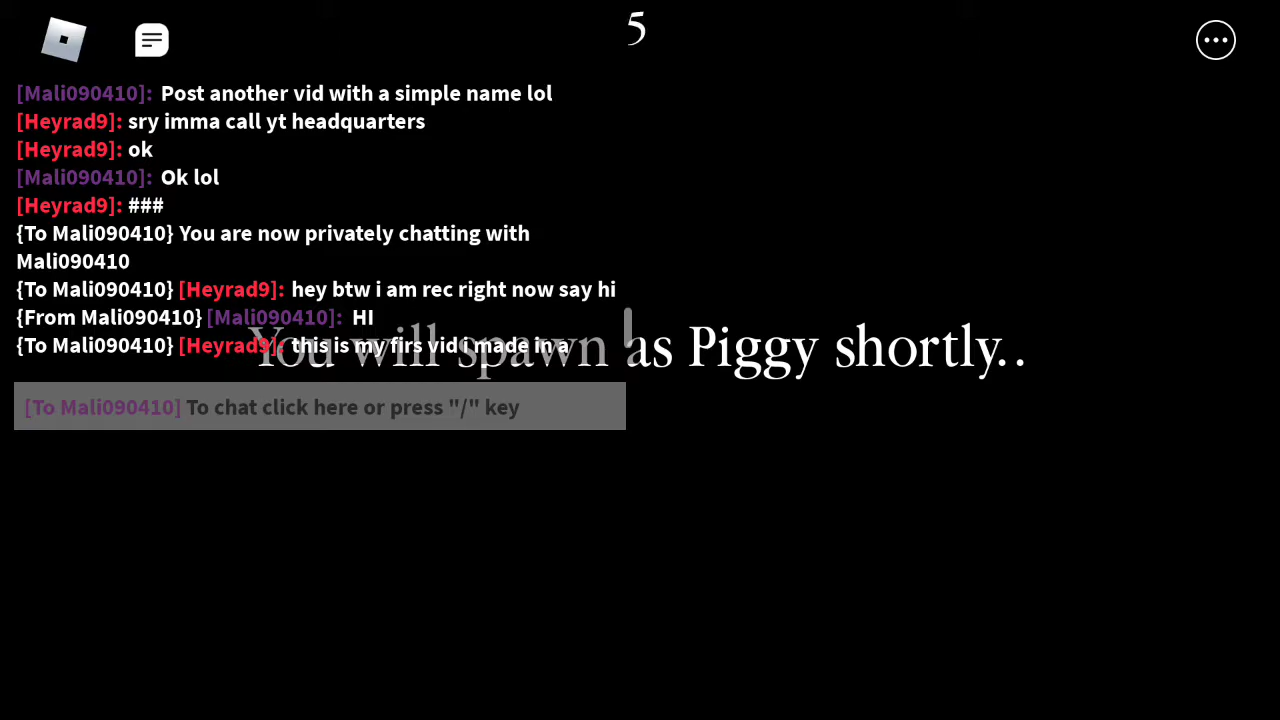 5
[Mali090410]: Post another vid with a simple name lol
[Heyrad9]: sry imma call yt headquarters
[Heyrad9]: ok
[Mali090410]: Ok lol
[Heyrad9]: ###
{To Mali090410} You are now privately chatting with
Mali090410
{To Mali090410} [Heyrad9]: hey btw i am rec right now say hi
{From Mali090410} [Mali090410]: HI
{To Mali090410} [Heyrad9]: this is my firs vid i made in a
You will spawn as Piggy shortly..
[To Mali090410] To chat click here or press "/" key